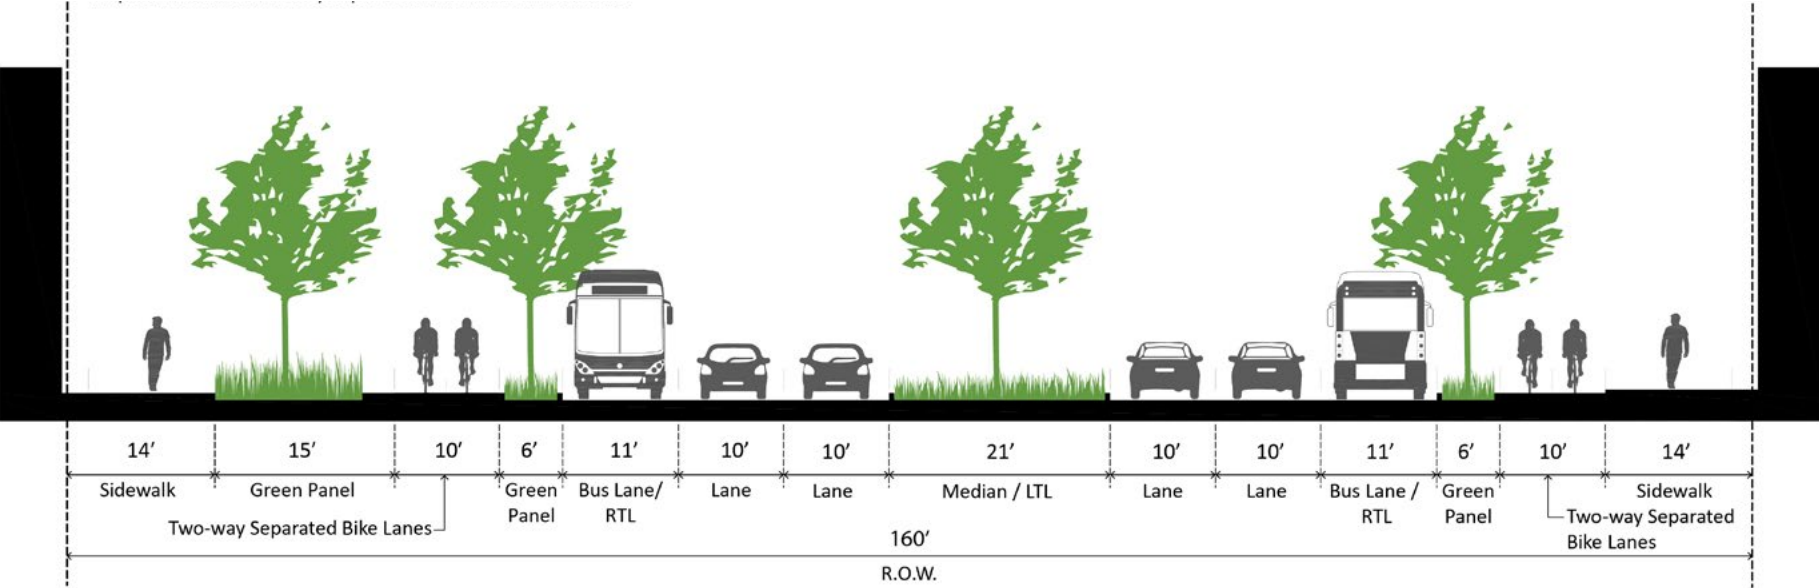 14’ 15’ 10’ 6’ 11’ 10’ 10’ 21’ 10’ 10’ 11’ 6’ 10’ 14’
Sidewalk Green Panel Green Bus Lane/ Lane Lane Median / LTL Lane Lane Bus Lane / Green Sidewalk
Panel RTL RTL Panel
Two-way Separated Bike Lanes Two-way Separated
Bike Lanes
160’
R.O.W.